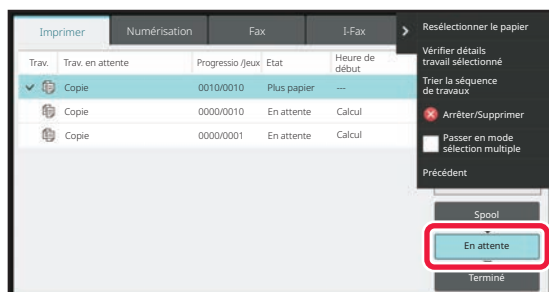 Imprimer
Numérisation
Fax
I-Fax
Trav.
Trav. en attente
Progressio /Jeux
Etat
Heure de
début
Copie
0010/0010
Plus papier
---
Copie
0000/0010
En attente
Calcul
Copie
0000/0001
En attente
Calcul
Resélectionner le papier
Vérifier détails
travail sélectionné
Trier la séquence
de travaux
Arrêter/Supprimer
Passer en mode
sélection multiple
Précédent
Spool
En attente
Terminé